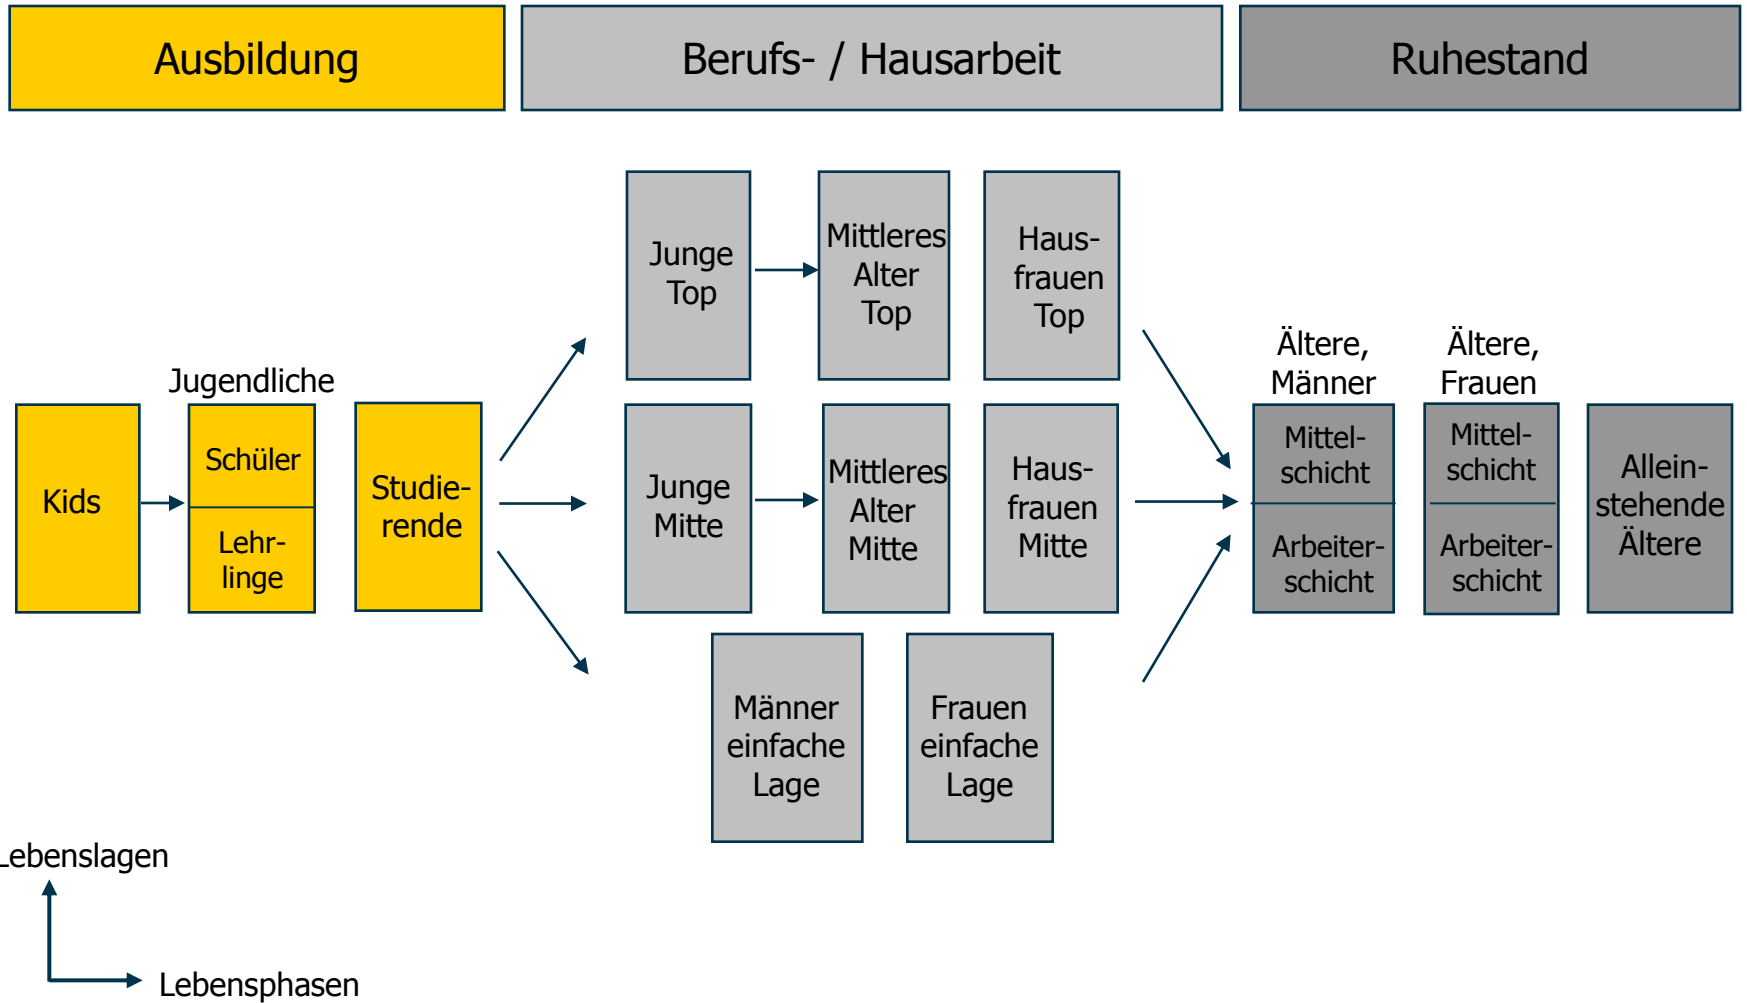 Ausbildung
Berufs- / Hausarbeit
Ruhestand
Kids
Jugendliche
Schüler
Lehr-
linge
Studie-
rende
Junge
Top
Mittleres
Alter
Top
Haus-
frauen
Top
Junge
Mitte
Mittleres
Alter
Mitte
Haus-
frauen
Mitte
Männer
einfache
Lage
Frauen
einfache
Lage
Ältere,
Männer
Mittel-
schicht
Arbeiter-
schicht
Ältere,
Frauen
Mittel-
schicht
Arbeiter-
schicht
Allein-
stehende
Ältere
Lebenslagen
Lebensphasen